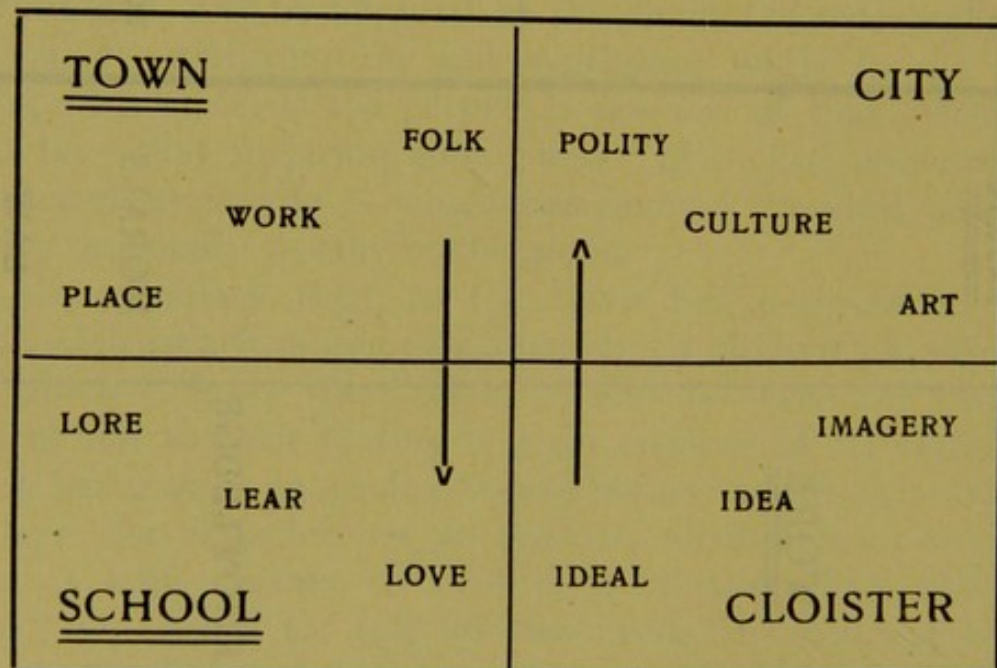 TOWN
FOLK
WORK
PLACE
CITY
POLITY
CULTURE
ART
LORE
LEAR
LOVE
SCHOOL
IMAGERY
IDEA
IDEAL
CLOISTER